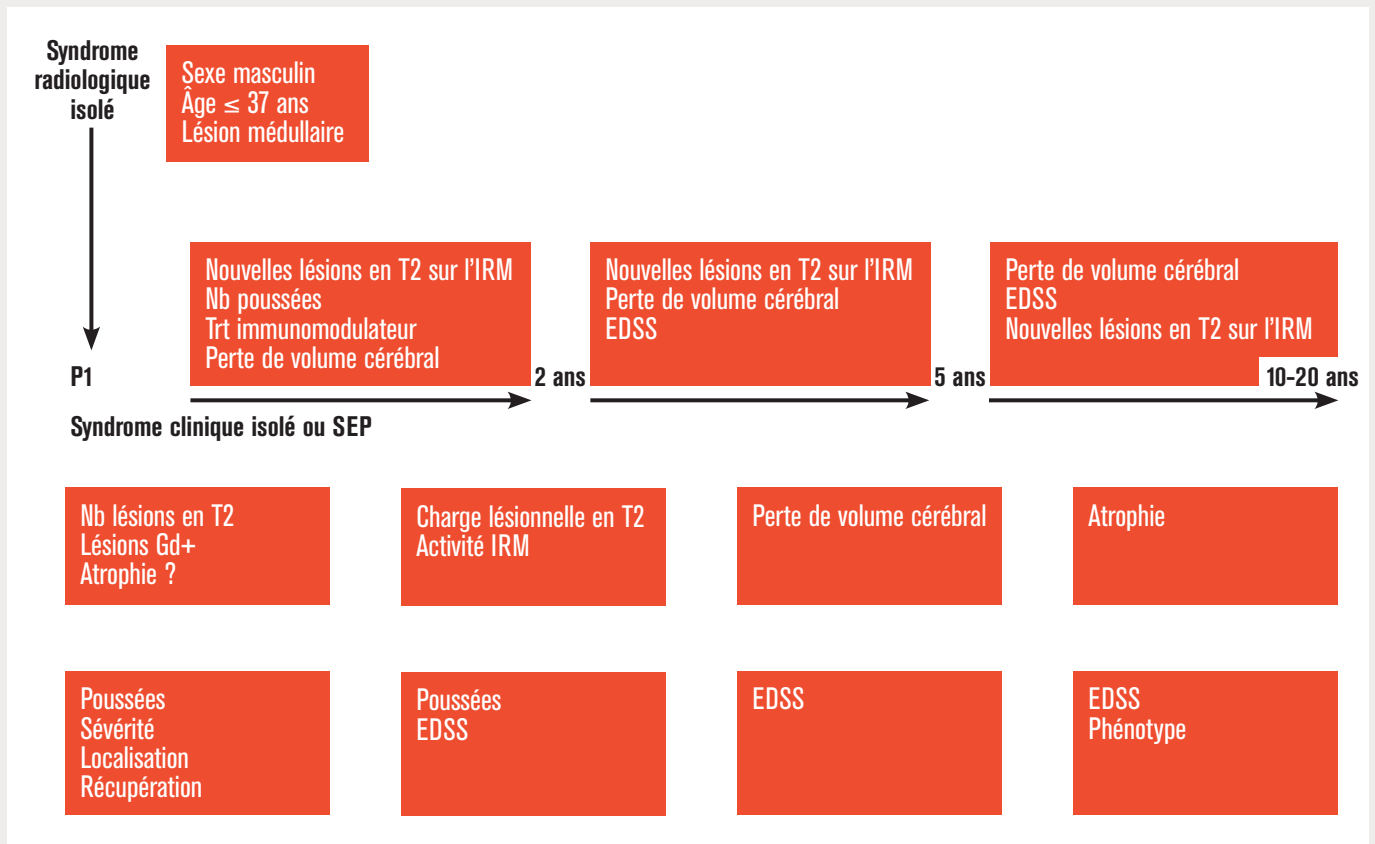 Syndrome
radiologique
isolé
Sexe masculin
Âge ≤ 37 ans
Lésion médullaire
Nouvelles lésions en T2 sur l'IRM
Nb poussées
Trt immunomodulateur
Perte de volume cérébral
Nouvelles lésions en T2 sur l'IRM
Perte de volume cérébral
EDSS
Perte de volume cérébral
EDSS
Nouvelles lésions en T2 sur l'IRM
P1
2 ans
5 ans
10-20 ans
Syndrome clinique isolé ou SEP
Nb lésions en T2
Lésions Gd+
Atrophie ?
Charge lésionnelle en T2
Activité IRM
Perte de volume cérébral
Atrophie
Poussées
Sévérité
Localisation
Récupération
Poussées
EDSS
EDSS
EDSS
Phénotype